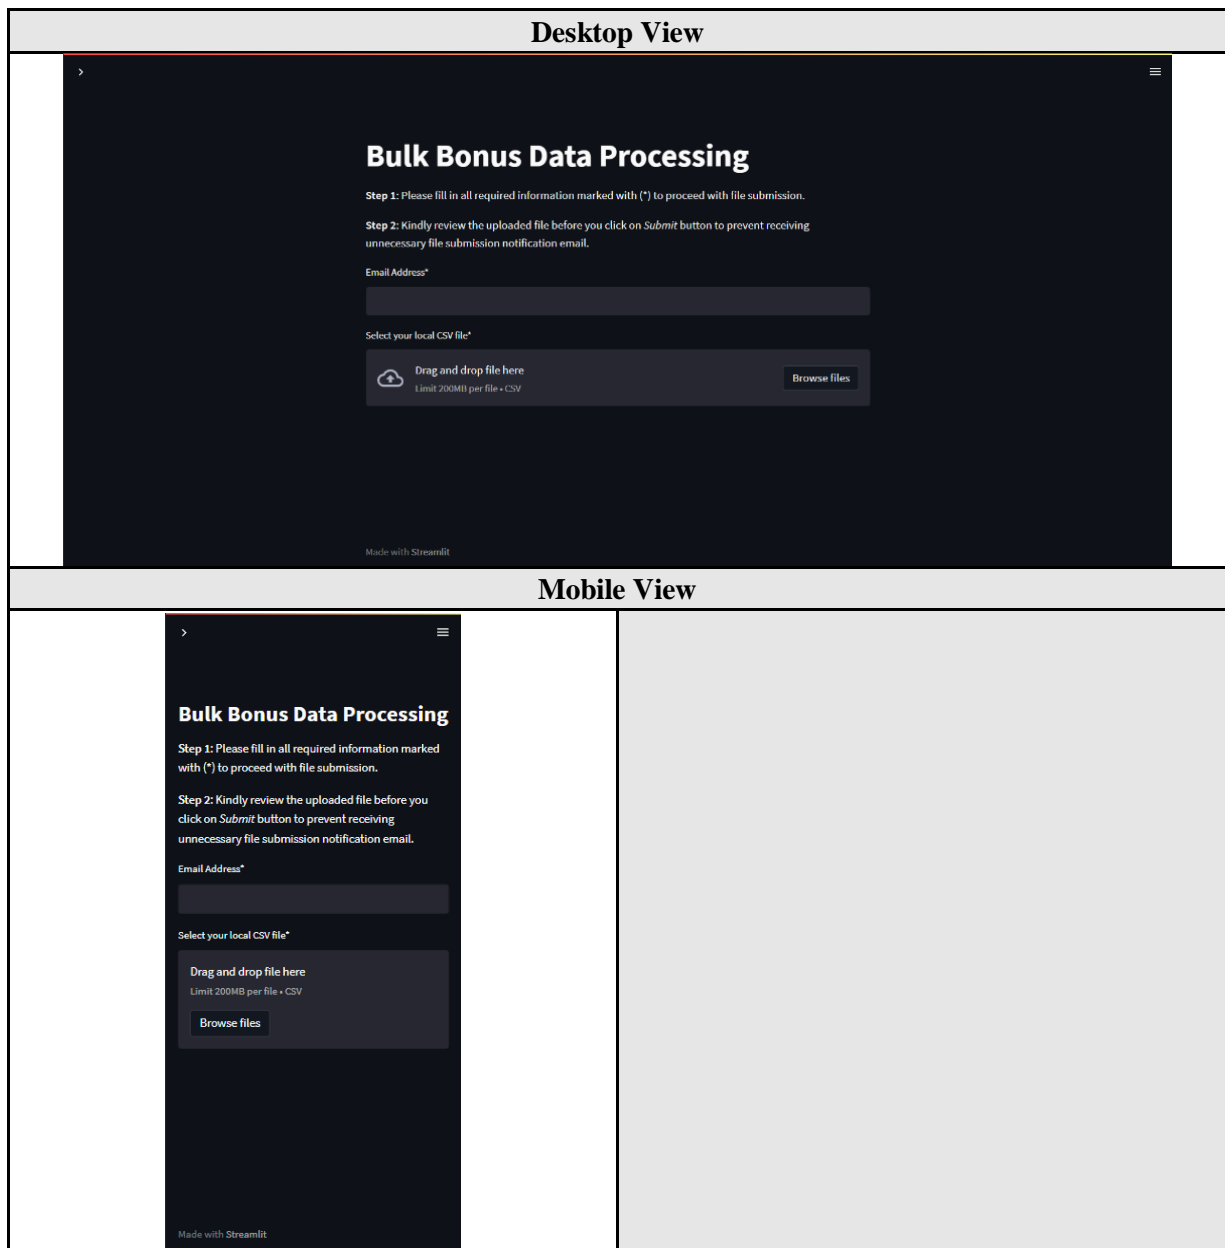 Desktop View
Bulk Bonus Data Processing
Step 1: Please fill in all required information marked with (*) to proceed with file submission.
Step 2: Kindly review the uploaded file before you click on Submit button to prevent receiving
unnecessary file submission notification email.
Email Address*
Select your local CSV file*
Drag and drop file here
Limit 200MB per file • CSV
Browse files
Made with Streamlit
Mobile View
Bulk Bonus Data Processing
Step 1: Please fill in all required information marked
with (*) to proceed with file submission.
Step 2: Kindly review the uploaded file before you
click on Submit button to prevent receiving
unnecessary file submission notification email.
Email Address*
Select your local CSV file*
Drag and drop file here
Limit 200MB per file • CSV
Browse files
Made with Streamlit